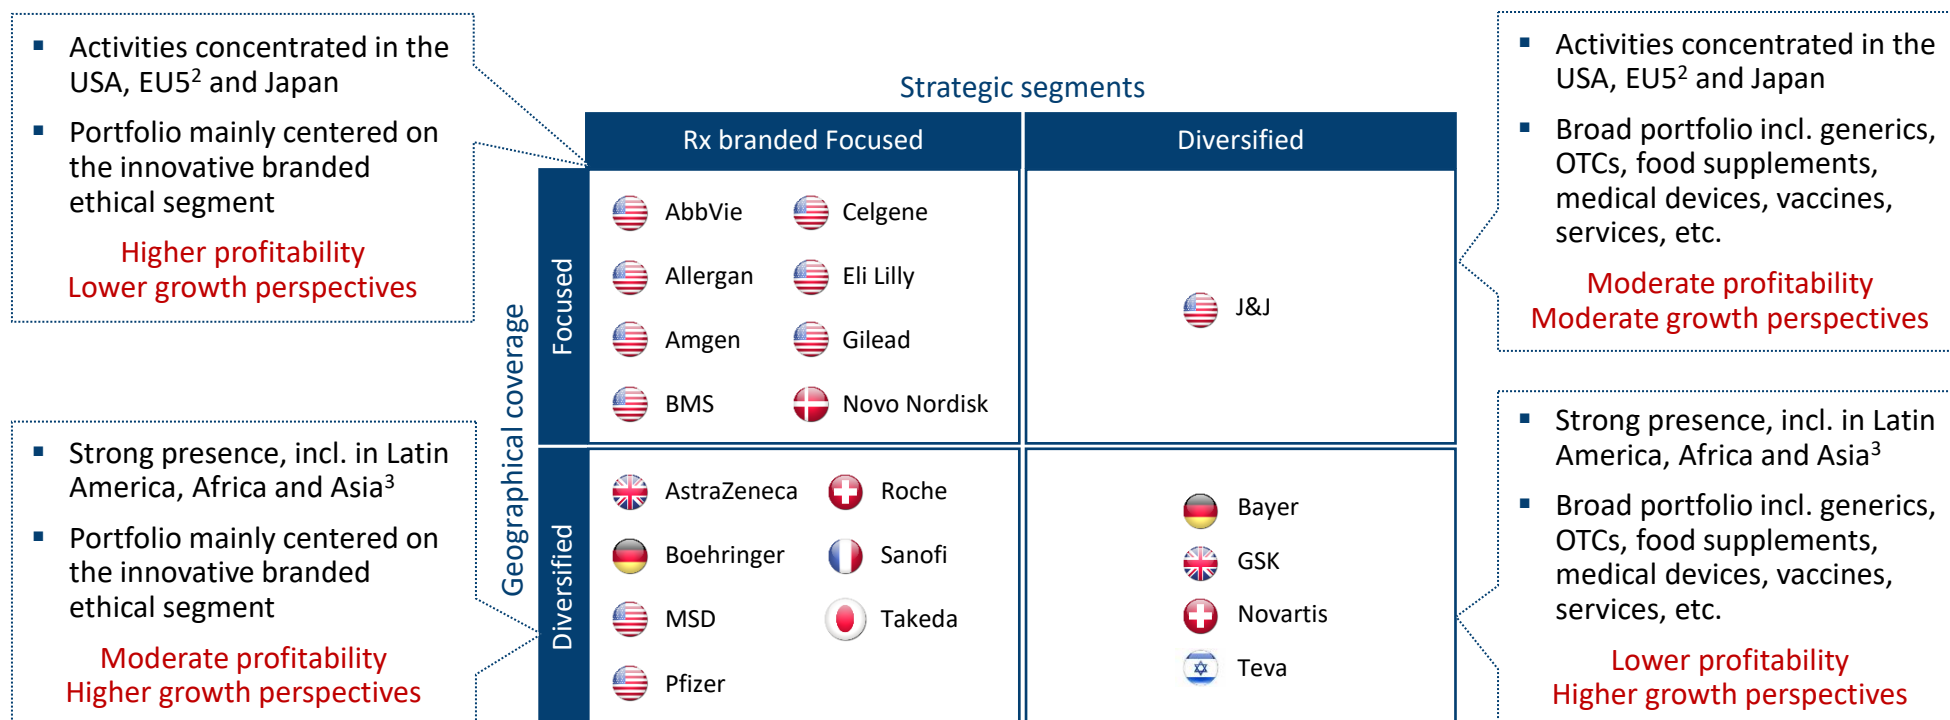 ▪ Activities concentrated in the
USA, EU5² and Japan
▪ Portfolio mainly centered on
the innovative branded
ethical segment
Higher profitability
Lower growth perspectives
▪ Strong presence, incl. in Latin
America, Africa and Asia³
▪ Portfolio mainly centered on
the innovative branded
ethical segment
Moderate profitability
Higher growth perspectives
Strategic segments
Rx branded Focused
Diversified
Geographical coverage
Focused
AbbVie
Celgene
Allergan
Eli Lilly
Amgen
Gilead
BMS
Novo Nordisk
J&J
Diversified
AstraZeneca
Roche
Boehringer
Sanofi
MSD
Takeda
Pfizer
Bayer
GSK
Novartis
Teva
▪ Activities concentrated in the
USA, EU5² and Japan
▪ Broad portfolio incl. generics,
OTCs, food supplements,
medical devices, vaccines,
services, etc.
Moderate profitability
Moderate growth perspectives
▪ Strong presence, incl. in Latin
America, Africa and Asia³
▪ Broad portfolio incl. generics,
OTCs, food supplements,
medical devices, vaccines,
services, etc.
Lower profitability
Higher growth perspectives